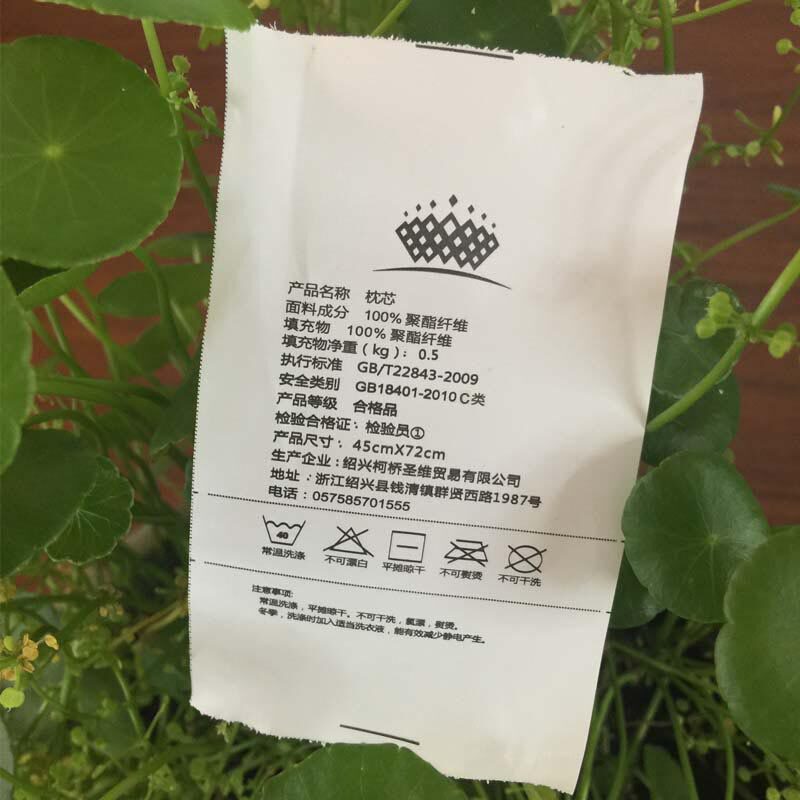 产品名称 枕芯
面料成分 100% 聚酯纤维
填充物 100% 聚酯纤维
填充物净重（kg）：0.5
执行标准 GB/T22843-2009
安全类别 GB18401-2010 C类
产品等级 合格品
检验合格证：检验员①
产品尺寸：45cmX72cm
生产企业：绍兴柯桥圣维贸易有限公司
地址：浙江绍兴县钱清镇群贤西路1987号
电话：057585701555
40
常温洗涤 不可漂白 平摊晾干 不可熨烫 不可干洗
注意事项：
常温洗涤，平摊晾干。不可干洗，氯漂，熨烫。
冬季，洗涤时加入适当洗衣液，能有效减少静电产生。